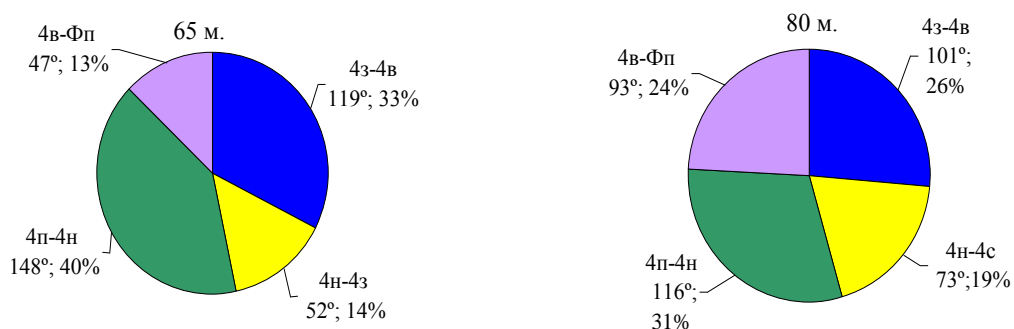 65 м.
4в-Фп
47º; 13%
4з-4в
119º; 33%
4п-4н
148º; 40%
4н-4з
52º; 14%
80 м.
4в-Фп
93º; 24%
4з-4в
101º;
26%
4п-4н
116º;
31%
4н-4с
73º;19%